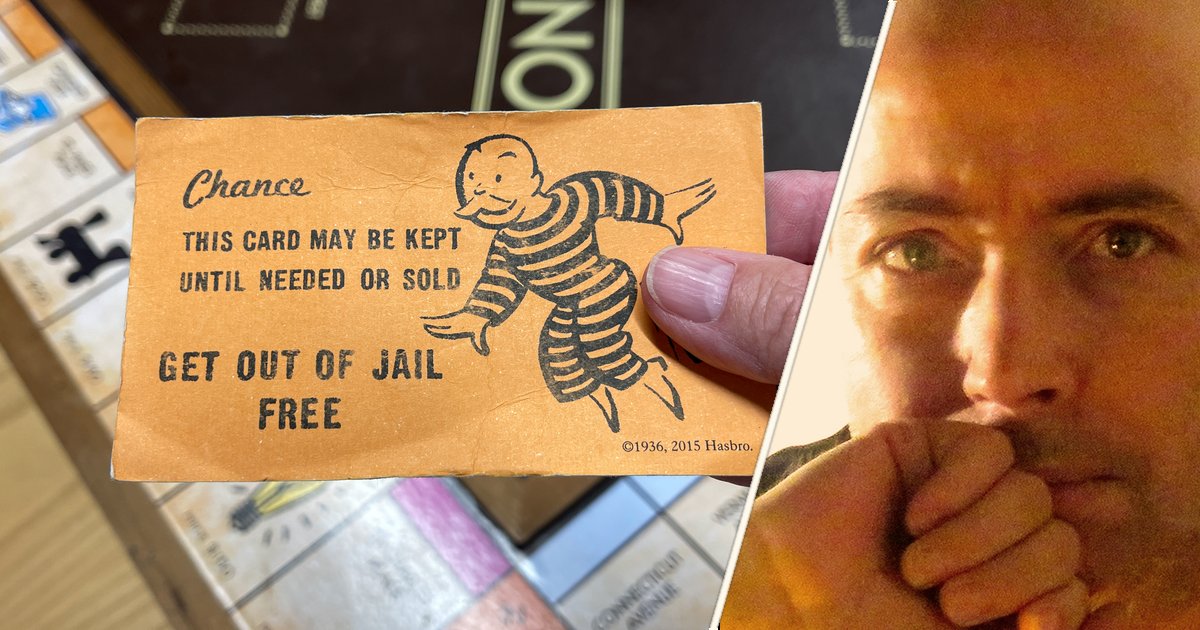 ON
Chance
THIS CARD MAY BE KEPT
UNTIL NEEDED OR SOLD
GET OUT OF JAIL
FREE
©1936, 2015 Hasbro.
CONNECTICUT
AVENUE